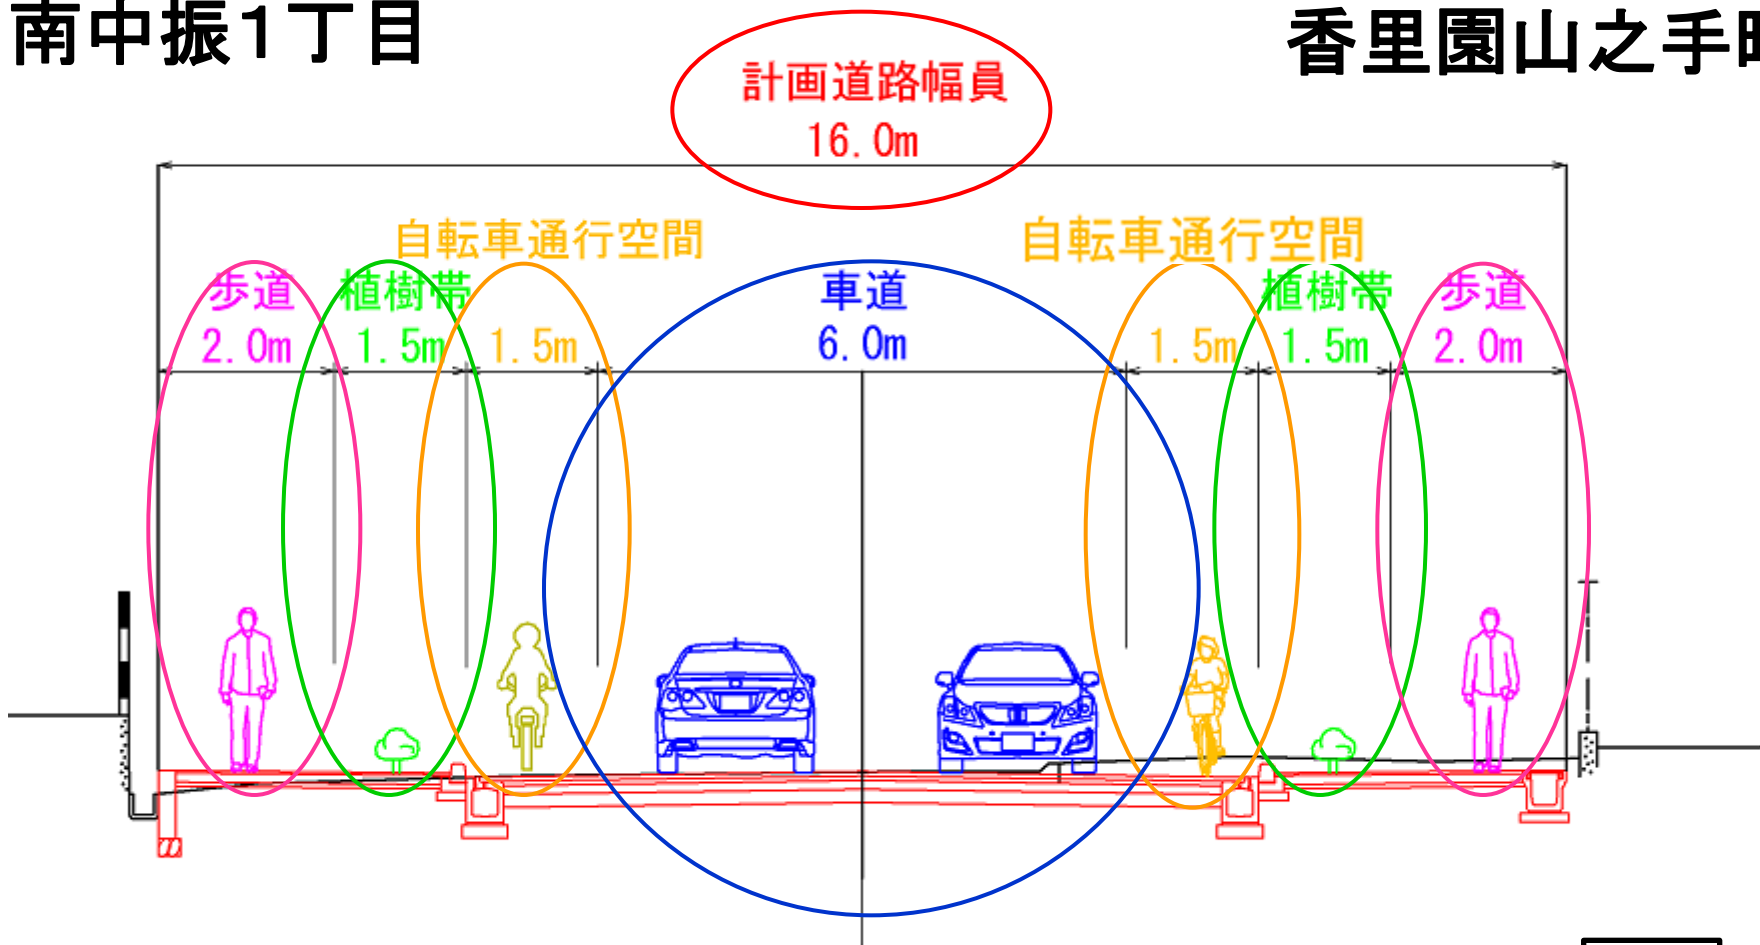 南中振1丁目
香里園山之手
計画道路幅員
16.0m
自転車通行空間
自転車通行空間
歩道
植樹帯
車道
植樹帯
歩道
2.0m
1.5m
1.5m
6.0m
1.5m
1.5m
2.0m